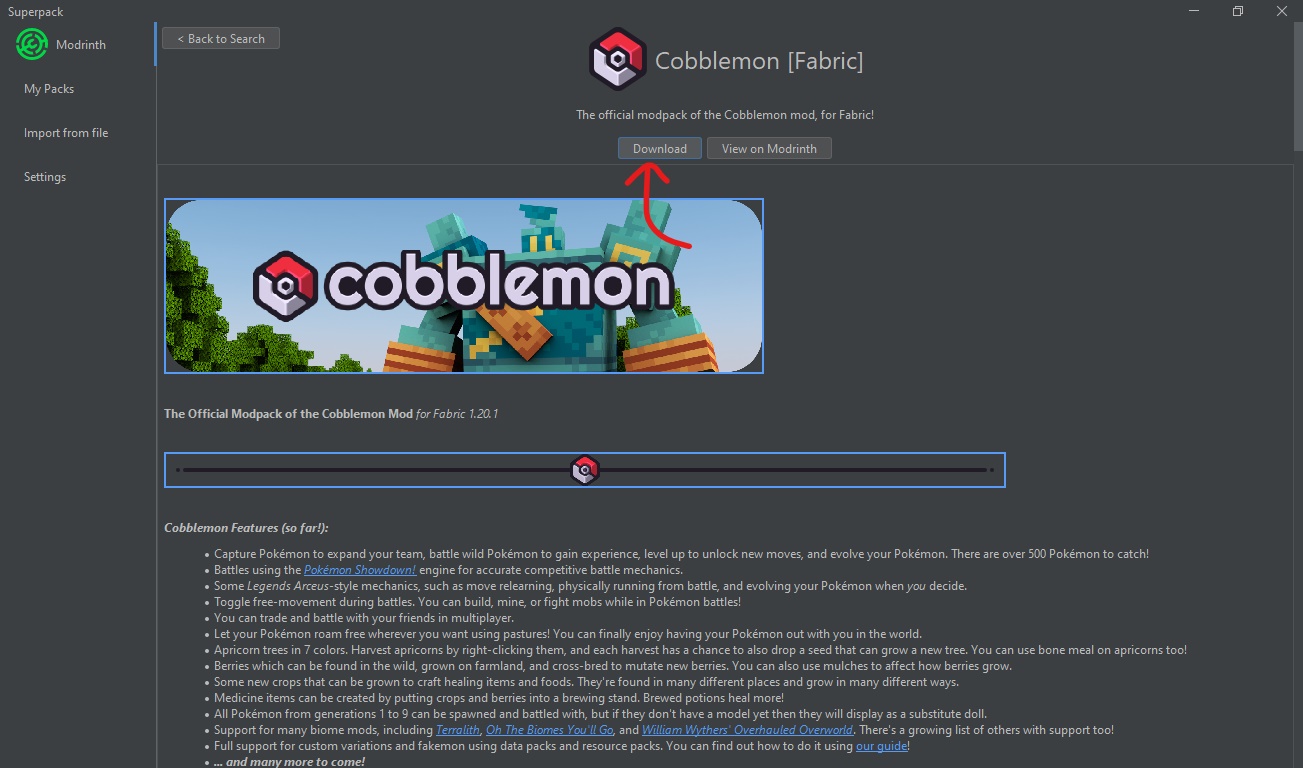 Superpack
Modrinth
< Back to Search
Cobblemon [Fabric]
My Packs
The official modpack of the Cobblemon mod, for Fabric!
Import from file
Download
View on Modrinth
Settings
cobblemon
The Official Modpack of the Cobblemon Mod for Fabric 1.20.1
Cobblemon Features (so far!):
• Capture Pokémon to expand your team, battle wild Pokémon to gain experience, level up to unlock new moves, and evolve your Pokémon. There are over 500 Pokémon to catch!
• Battles using the Pokémon Showdown! engine for accurate competitive battle mechanics.
• Some Legends Arceus-style mechanics, such as move relearning, physically running from battle, and evolving your Pokémon when you decide.
• Toggle free-movement during battles. You can build, mine, or fight mobs while in Pokémon battles!
• You can trade and battle with your friends in multiplayer.
• Let your Pokémon roam free wherever you want using pastures! You can finally enjoy having your Pokémon out with you in the world.
• Apricorn trees in 7 colors. Harvest apricorns by right-clicking them, and each harvest has a chance to also drop a seed that can grow a new tree. You can use bone meal on apricorns too!
• Berries which can be found in the wild, grown on farmland, and cross-bred to mutate new berries. You can also use mulches to affect how berries grow.
• Some new crops that can be grown to craft healing items and foods. They're found in many different places and grow in many different ways.
• Medicine items can be created by putting crops and berries into a brewing stand. Brewed potions heal more!
• All Pokémon from generations 1 to 9 can be spawned and battled with, but if they don't have a model yet then they will display as a substitute doll.
• Support for many biome mods, including Terralith, Oh The Biomes You'll Go, and William Wythers' Overhauled Overworld. There's a growing list of others with support too!
• Full support for custom variations and fakemon using data packs and resource packs. You can find out how to do it using our guide!
• ... and many more to come!